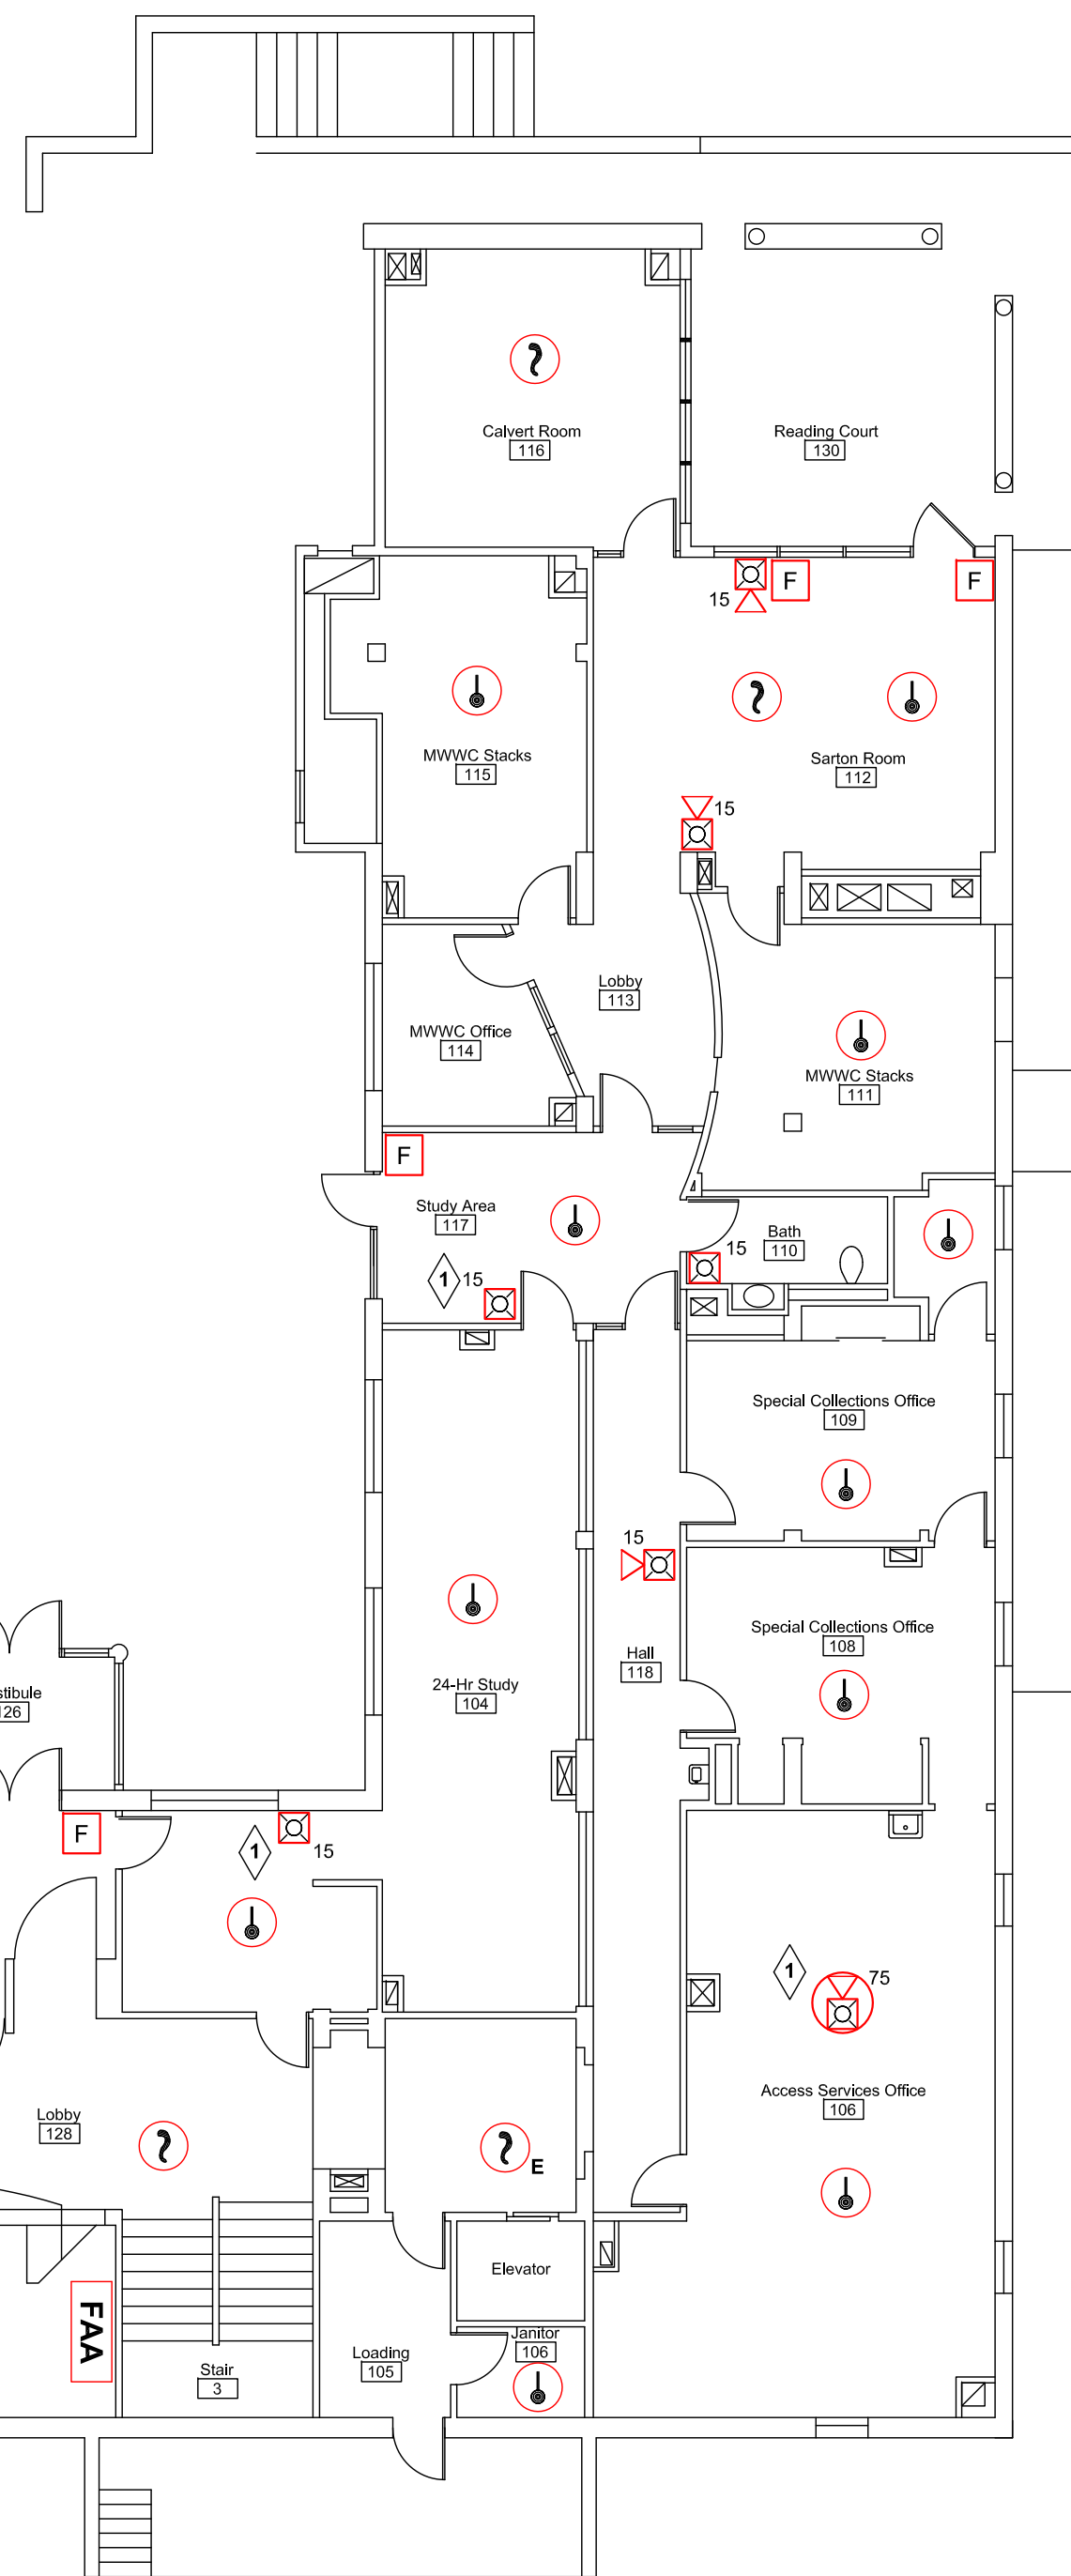 Calvert Room
116
Reading Court
130
F
F
15
MWWC Stacks
115
Sarton Room
112
15
Lobby
113
MWWC Office
114
MWWC Stacks
111
F
Study Area
117
Bath
110
15
1
15
Special Collections Office
109
15
Special Collections Office
108
Hall
118
24-Hr Study
104
stibule
126
F
1
15
1
75
Access Services Office
106
Lobby
128
E
Elevator
FAA
Janitor
106
Loading
105
Stair
3